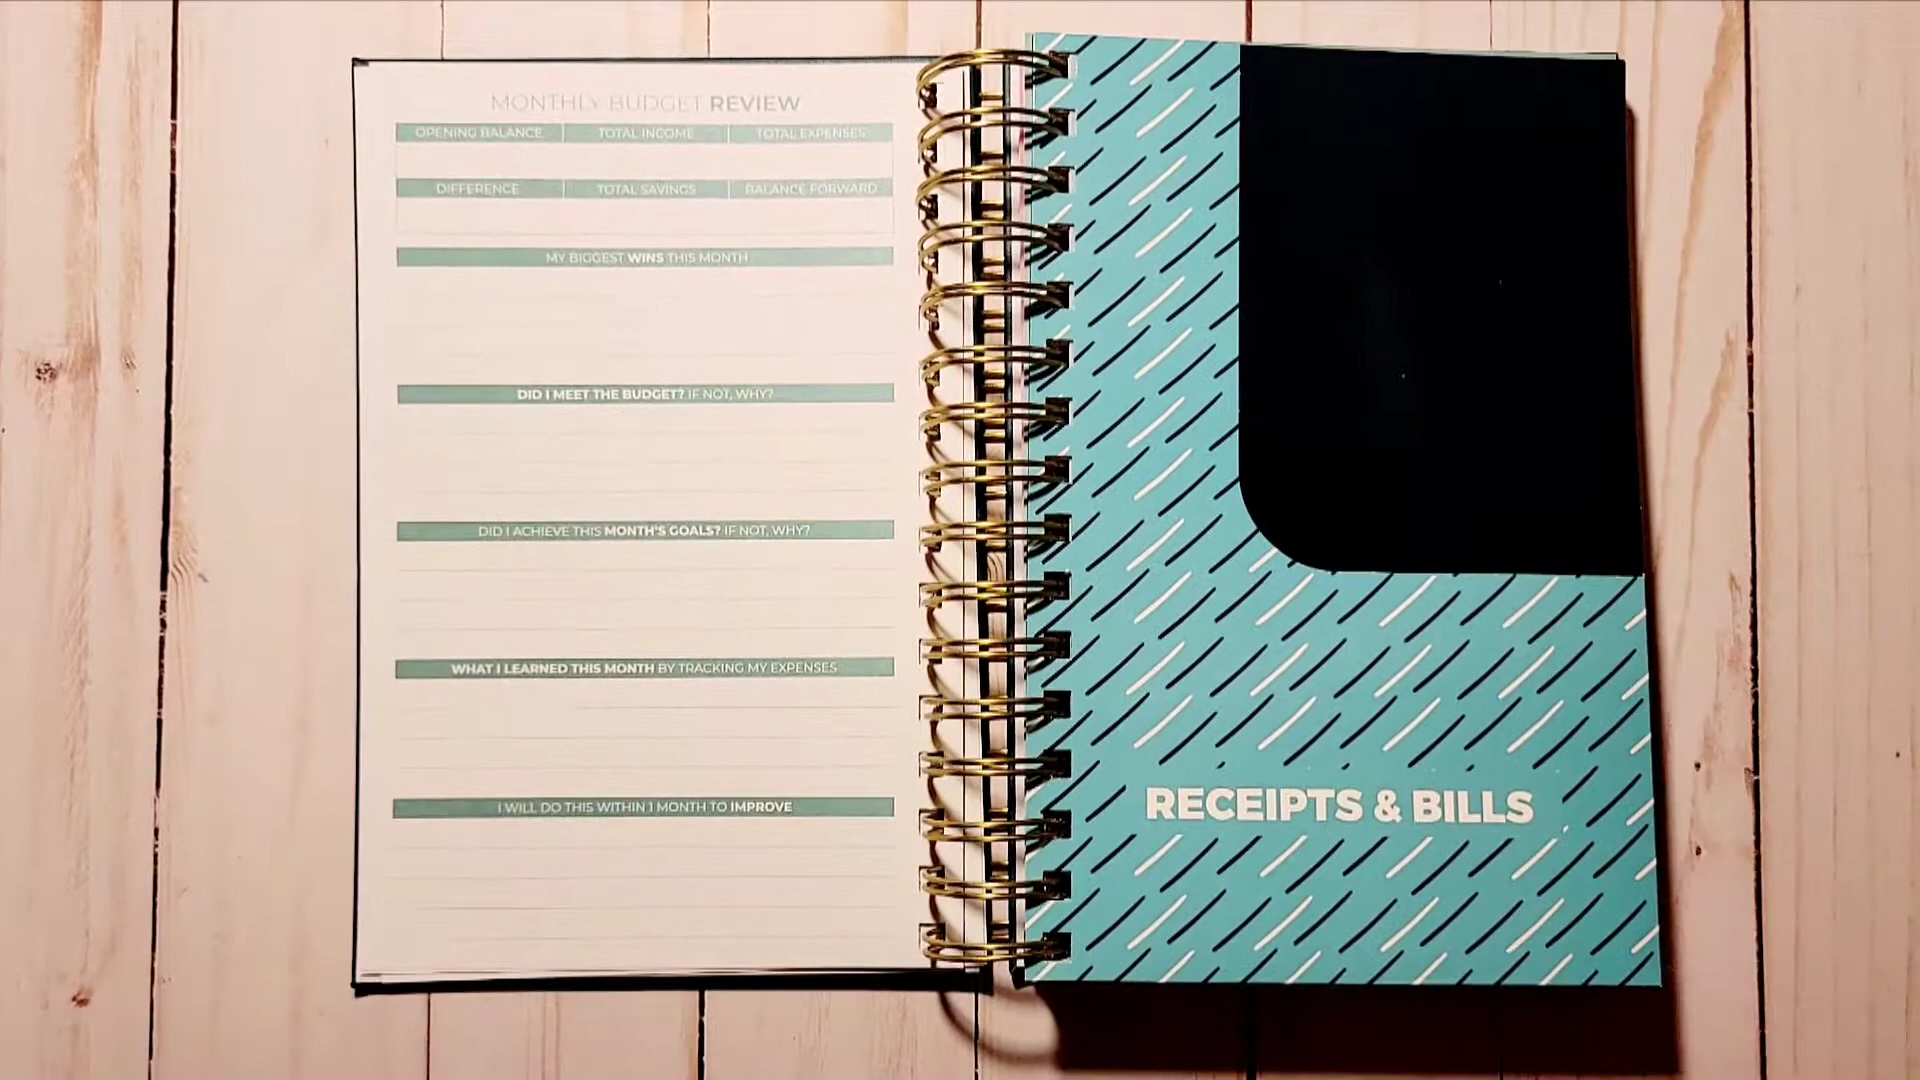 MONTHLY BUDGET REVIEW
OPENING BALANCE TOTAL INCOME TOTAL EXPENSES
DIFFERENCE TOTAL SAVINGS BALANCE FORWARD
MY BIGGEST WINS THIS MONTH
DID I MEET THE BUDGET? IF NOT, WHY?
DID I ACHIEVE THIS MONTH'S GOALS? IF NOT, WHY?
WHAT I LEARNED THIS MONTH BY TRACKING MY EXPENSES
I WILL DO THIS WITHIN 1 MONTH TO IMPROVE
RECEIPTS & BILLS